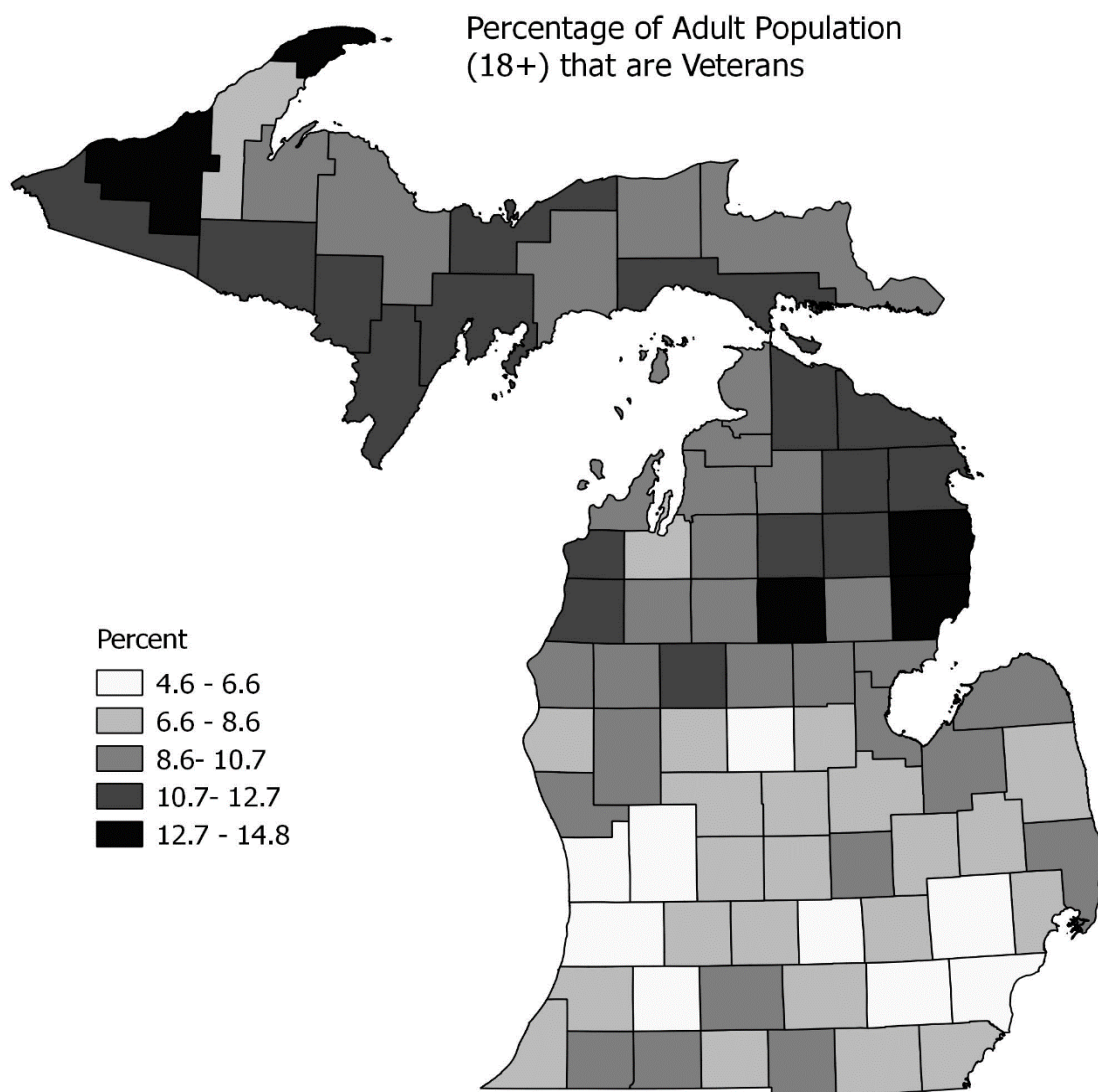 Percentage of Adult Population
(18+) that are Veterans
Percent
4.6 - 6.6
6.6 - 8.6
8.6- 10.7
10.7- 12.7
12.7 - 14.8